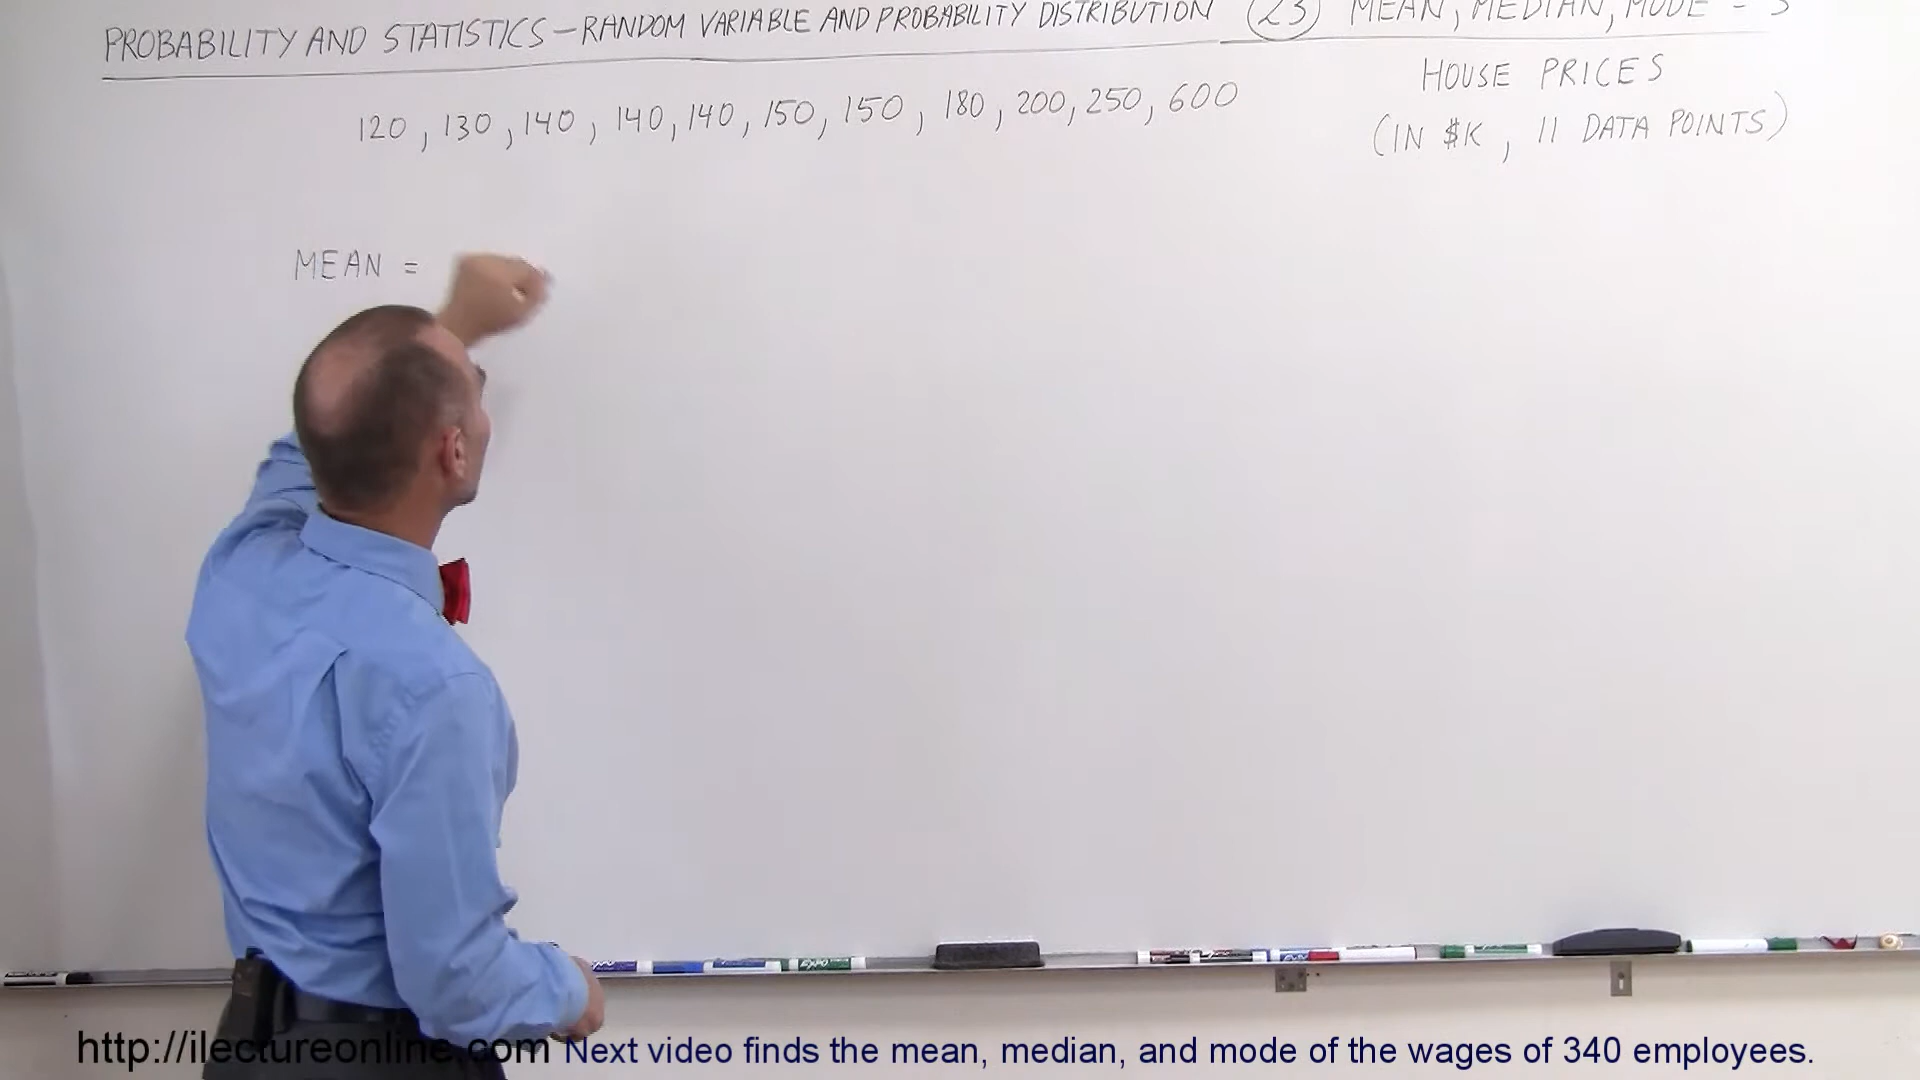 PROBABILITY AND STATISTICS – RANDOM VARIABLE AND PROBABILITY DISTRIBUTION 23 MEAN, MEDIAN, MODE - 3
120, 130, 140, 140, 140, 150, 150, 180, 200, 250, 600
HOUSE PRICES
(IN $K, 11 DATA POINTS)
MEAN =
http://ilectureonline.com Next video finds the mean, median, and mode of the wages of 340 employees.